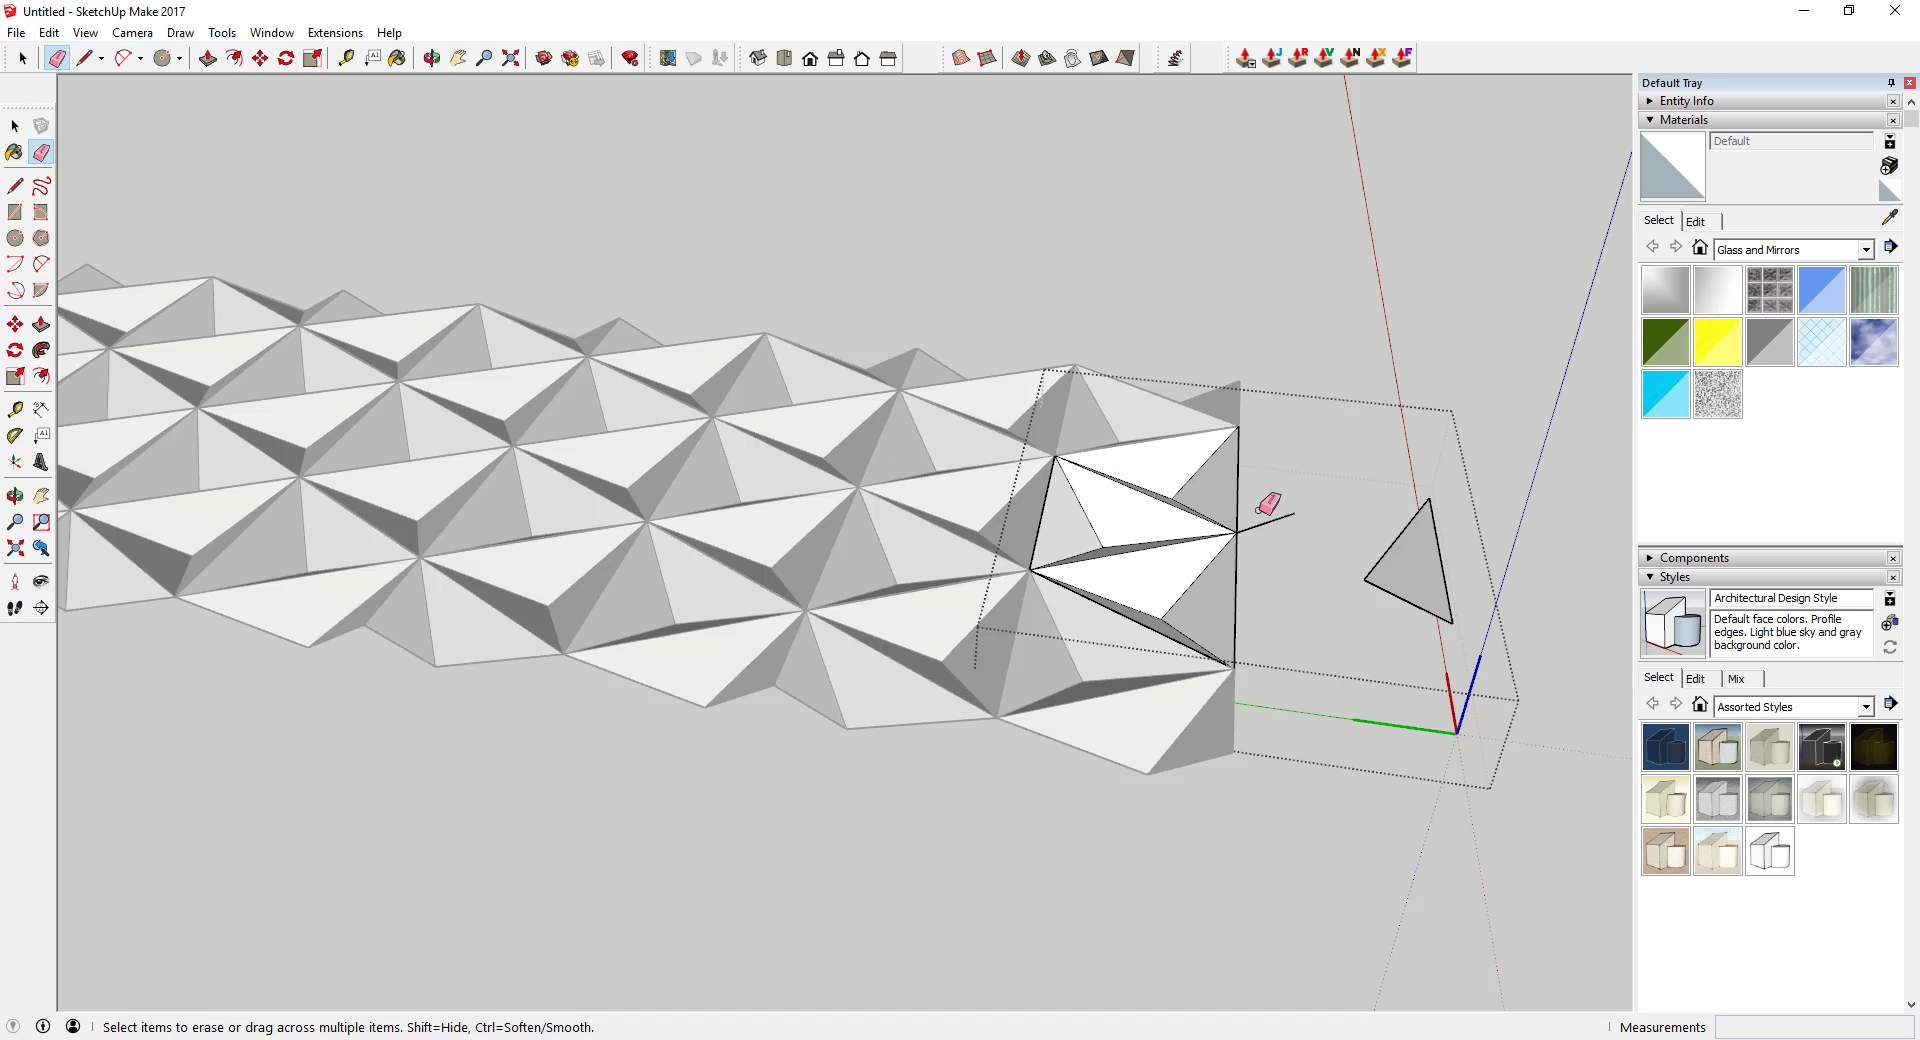 Untitled - SketchUp Make 2017
File Edit View Camera Draw Tools Window Extensions Help
A1
J R V N X F
Default Tray
Entity Info
Materials
Default
Select Edit
Glass and Mirrors
A1
Components
Styles
Architectural Design Style
Default face colors. Profile
edges. Light blue sky and gray
background color.
Select Edit Mix
Assorted Styles
Select items to erase or drag across multiple items. Shift=Hide, Ctrl=Soften/Smooth.
Measurements